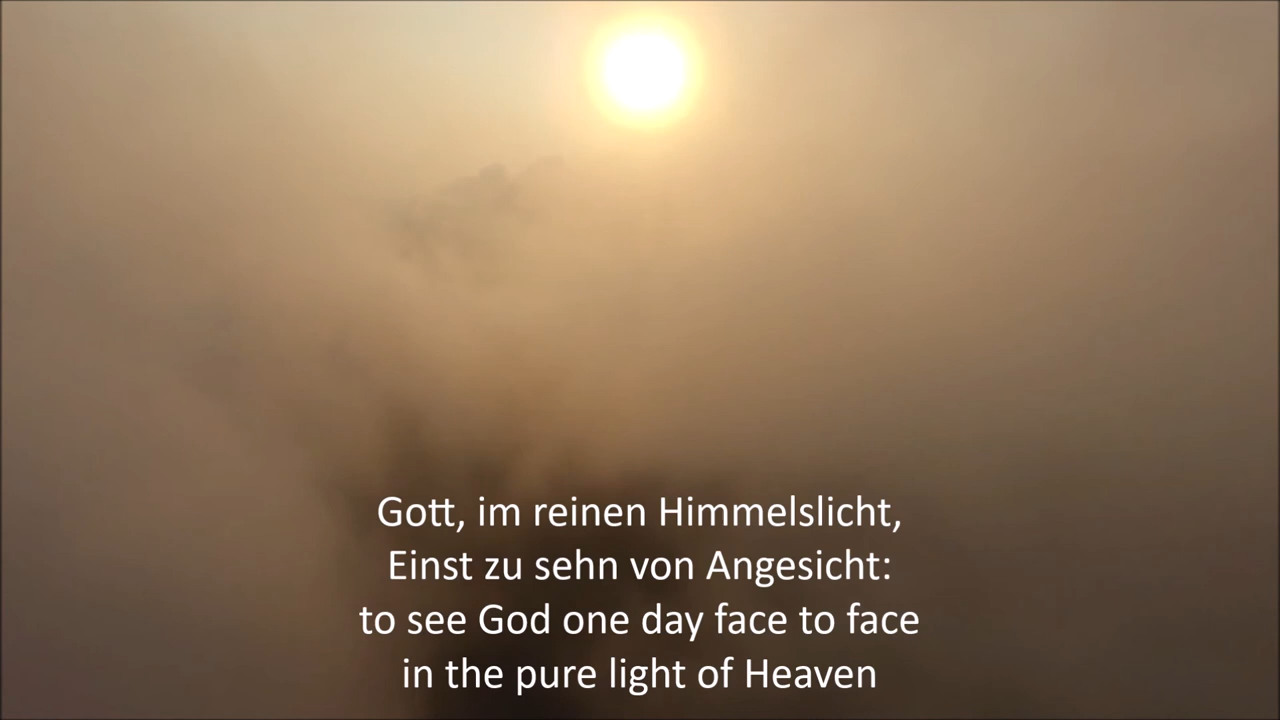 Gott, im reinen Himmelslicht,
Einst zu sehn von Angesicht:
to see God one day face to face
in the pure light of Heaven